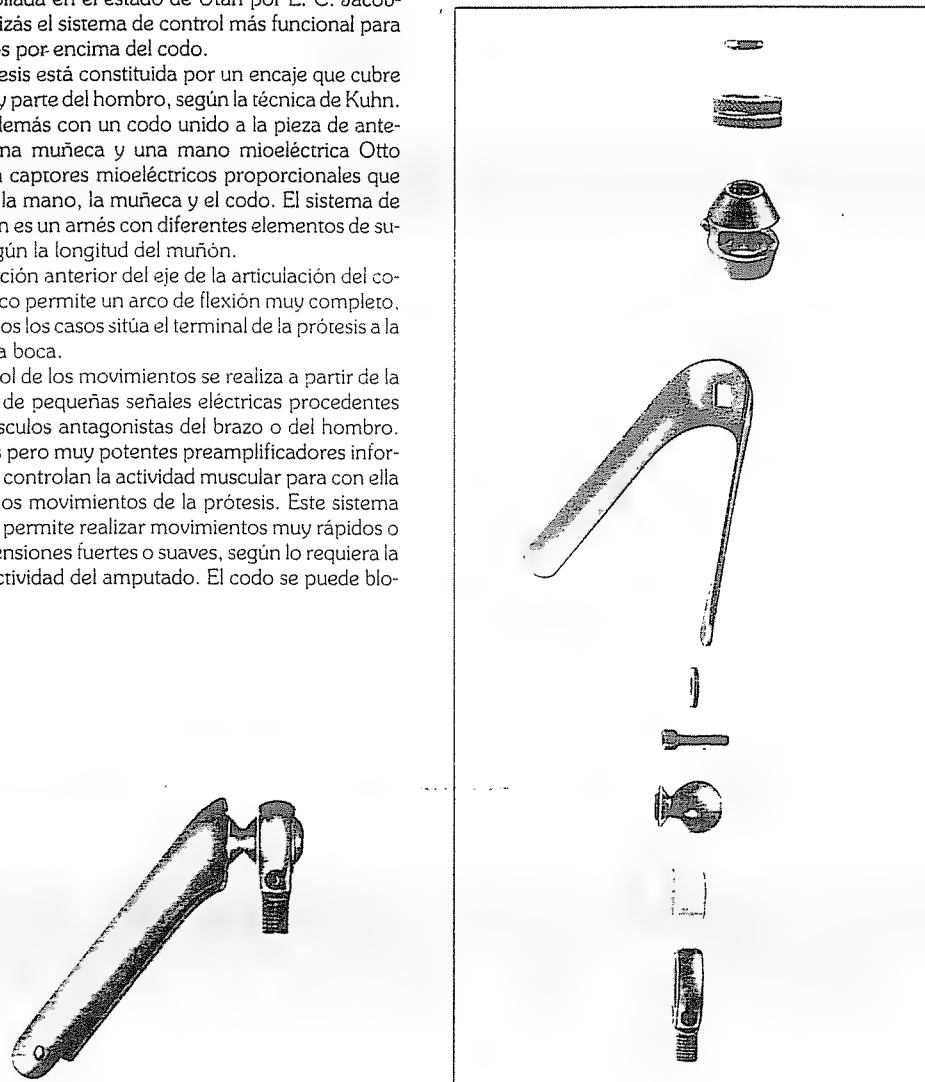 ollada en el estado de Utah por E. C. Jacob-
izás el sistema de control más funcional para
s por encima del codo.
esis está constituida por un encaje que cubre
y parte del hombro, según la técnica de Kuhn.
lemás con un codo unido a la pieza de ante-
na muñeca y una mano mioeléctrica Otto
n captores mioeléctricos proporcionales que
la mano, la muñeca y el codo. El sistema de
n es un arnés con diferentes elementos de su-
gún la longitud del muñón.
ción anterior del eje de la articulación del co-
co permite un arco de flexión muy completo,
os los casos sitúa el terminal de la prótesis a la
a boca.
ol de los movimientos se realiza a partir de la
de pequeñas señales eléctricas procedentes
sculos antagonistas del brazo o del hombro.
s pero muy potentes preamplificadores infor-
controlan la actividad muscular para con ella
os movimientos de la prótesis. Este sistema
permite realizar movimientos muy rápidos o
ensiones fuertes o suaves, según lo requiera la
ctividad del amputado. El codo se puede blo-